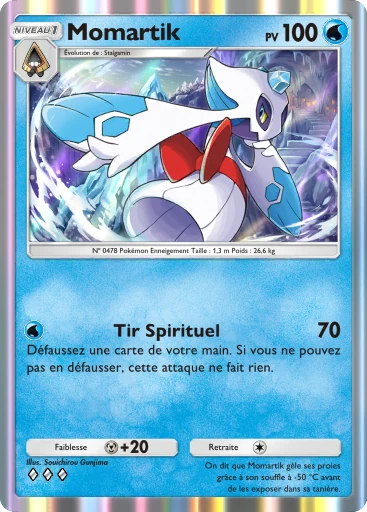 NIVEAU 1 Momartik PV 100
Évolution de : Stalgamin
N° 0478 Pokémon Enneigement Taille : 1,3 m Poids : 26,6 kg
Tir Spirituel 70
Défaussez une carte de votre main. Si vous ne pouvez
pas en défausser, cette attaque ne fait rien.
Faiblesse +20 Retraite
Illus. Souichirou Gunjima
On dit que Momartik gèle ses proies
grâce à son souffle à -50 °C avant
de les exposer dans sa tanière.